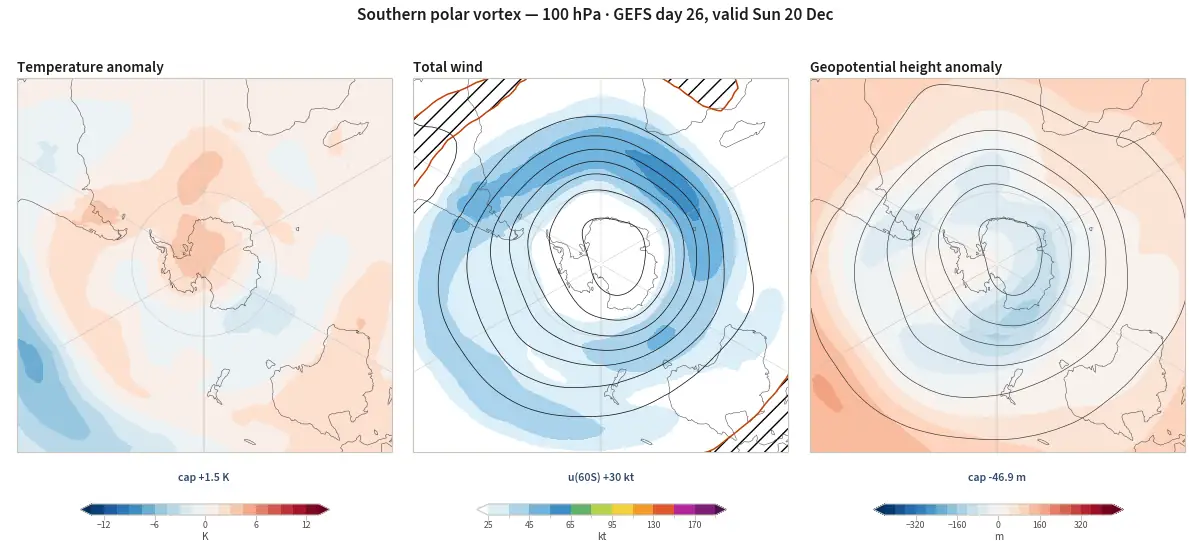 Southern polar vortex — 100 hPa · GEFS day 26, valid Sun 20 Dec
Temperature anomaly
Total wind
Geopotential height anomaly
cap +1.5 K
u(60S) +30 kt
cap -46.9 m
−12 −6 0 6 12
K
25 45 65 90 130 170
kt
−320 −160 0 160 320
m